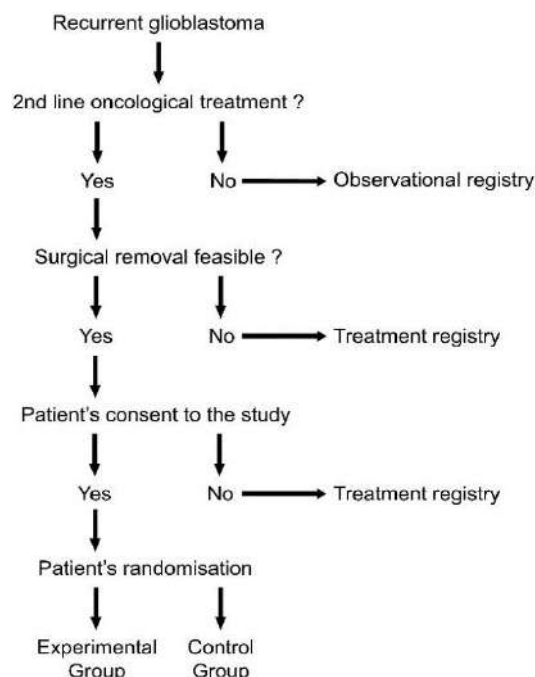 Recurrent glioblastoma
2nd line oncological treatment ?
Yes No Observational registry
Surgical removal feasible ?
Yes No Treatment registry
Patient's consent to the study
Yes No Treatment registry
Patient's randomisation
Experimental Control
Group Group